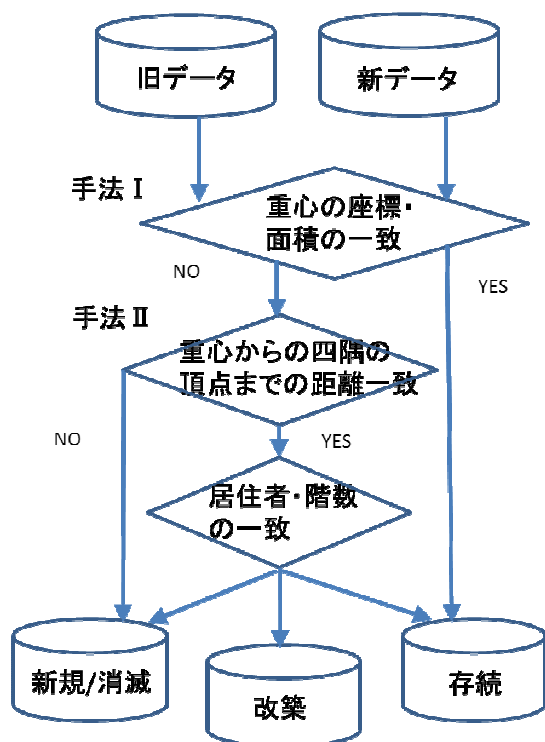 旧データ
新データ
手法Ⅰ
重心の座標・
面積の一致
NO
YES
手法Ⅱ
重心からの四隅の
頂点までの距離一致
NO
YES
居住者・階数
の一致
新規/消滅
改築
存続